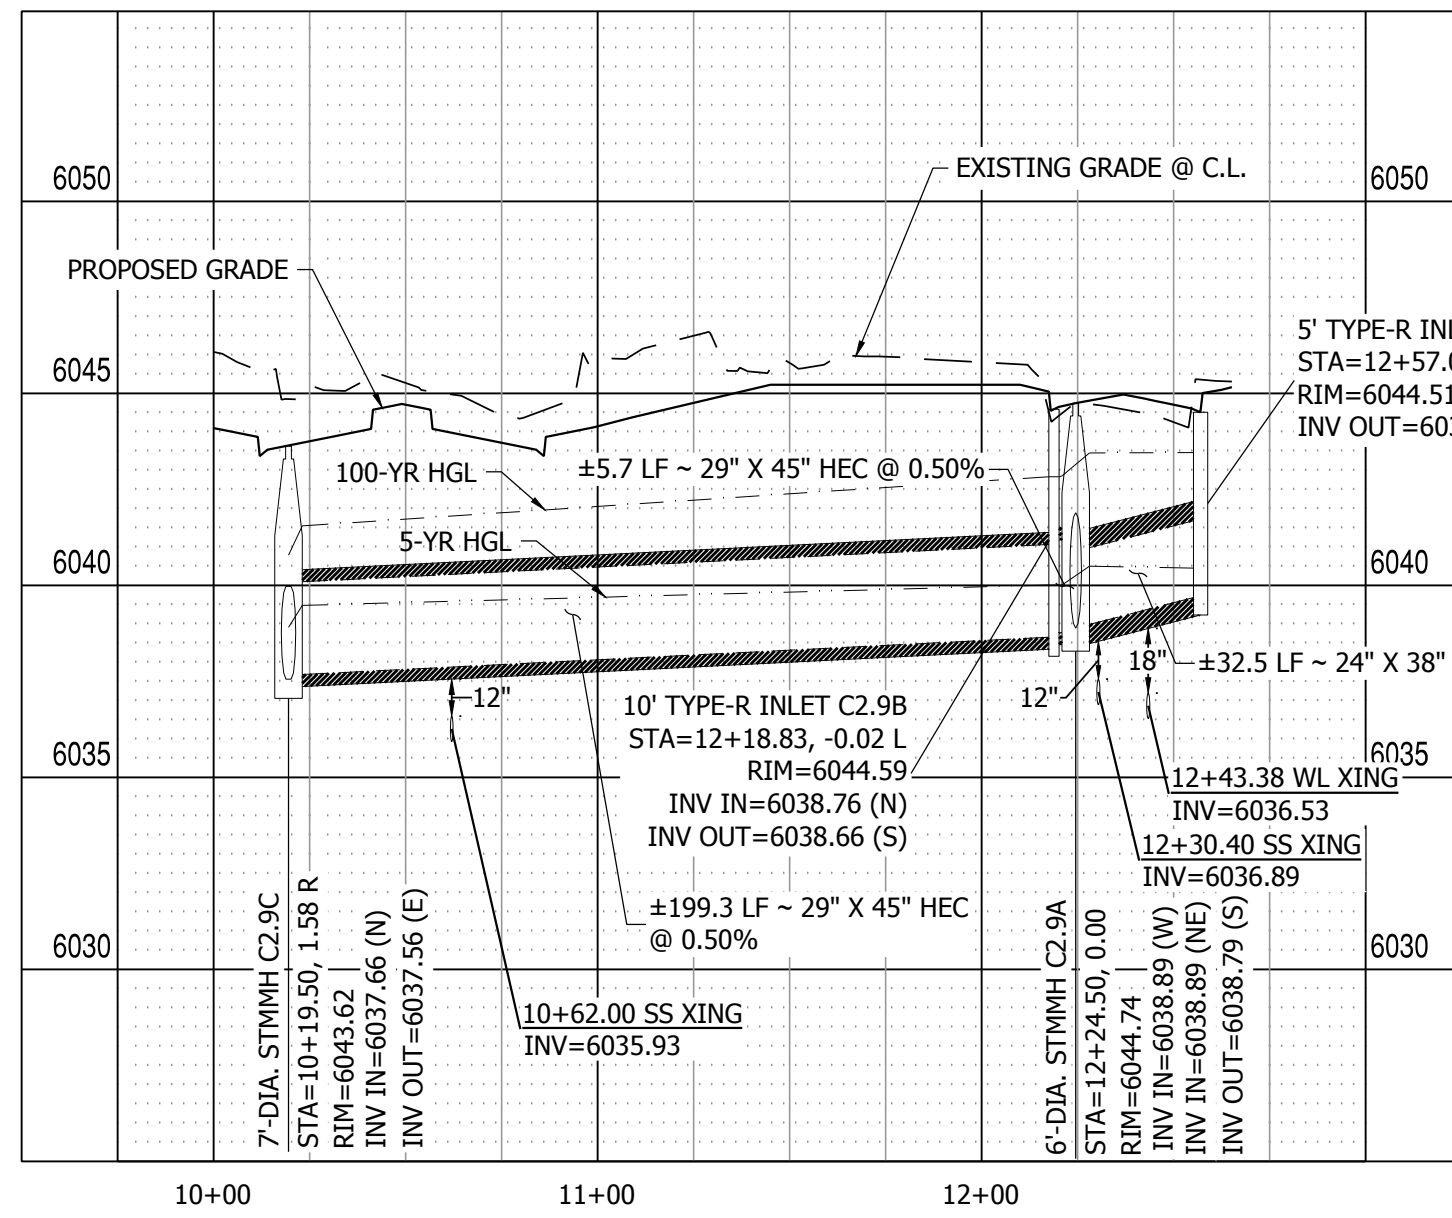 EXISTING GRADE @ C.L.
6050
6050
PROPOSED GRADE
5' TYPE-R
STA=12+57.
RIM=6044.51
INV OUT=
6045
100-YR HGL
±5.7 LF ~ 29" X 45" HEC @ 0.50%
5-YR HGL
6040
6040
±32.5 LF ~ 24" X 38"
12"
12"
18"
10' TYPE-R INLET C2.9B
STA=12+18.83, -0.02 L
RIM=6044.59
INV IN=6038.76 (N)
INV OUT=6038.66 (S)
6035
6035
12+43.38 WL XING
INV=6036.53
12+30.40 SS XING
INV=6036.89
±199.3 LF ~ 29" X 45" HEC
@ 0.50%
6030
6030
10+62.00 SS XING
INV=6035.93
7'-DIA. STMMH C2.9C
STA=10+19.50, 1.58 R
RIM=6043.62
INV IN=6037.66 (N)
INV OUT=6037.56 (E)
6'-DIA. STMMH C2.9A
STA=12+24.50, 0.00
RIM=6044.74
INV IN=6038.89 (W)
INV IN=6038.89 (NE)
INV OUT=6038.79 (S)
10+00
11+00
12+00